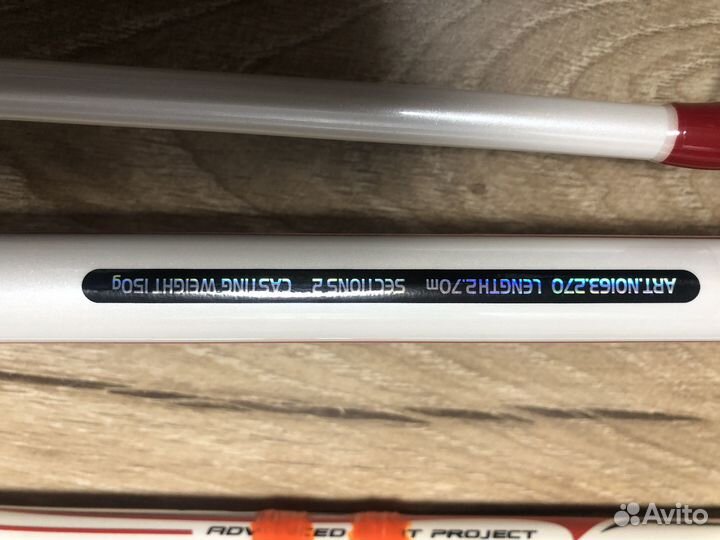 ART.NO163.270 LENGTH2.70m SECTIONS 2 CASTING WEIGHT 150g
PROJECT
Avito